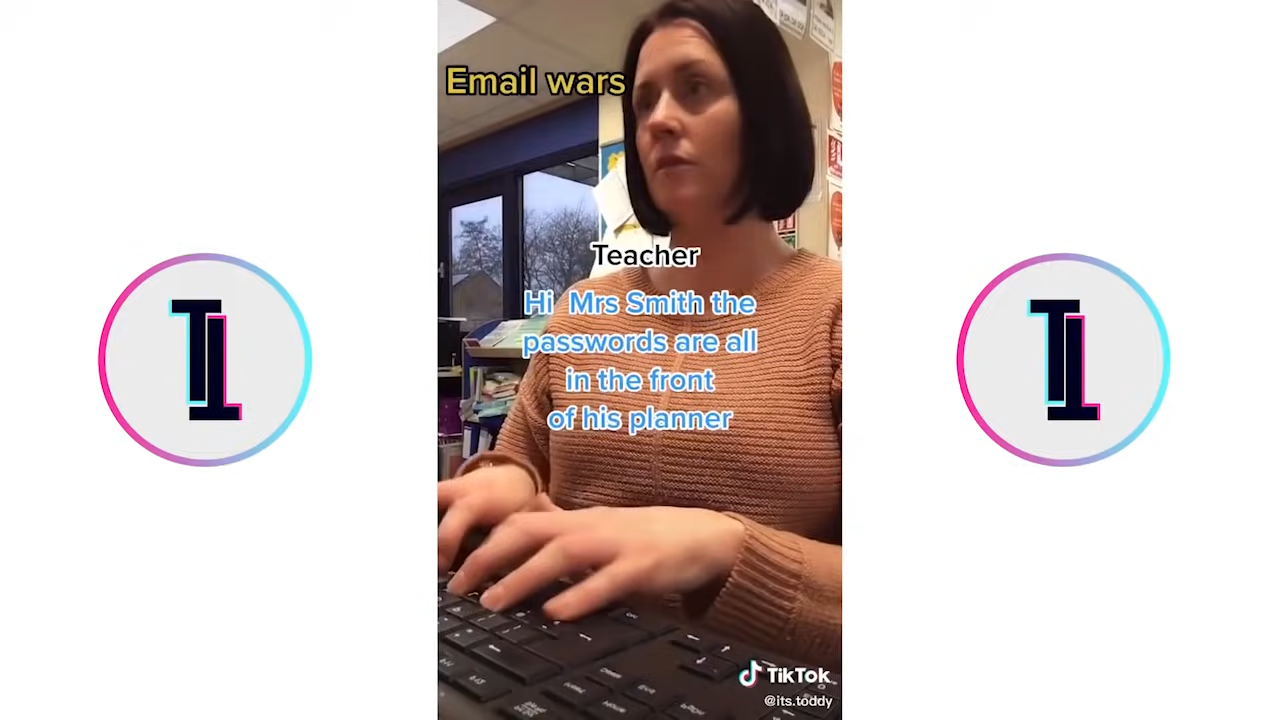 Email wars
Teacher
Hi Mrs Smith the
passwords are all
in the front
of his planner
TikTok
@its.toddy